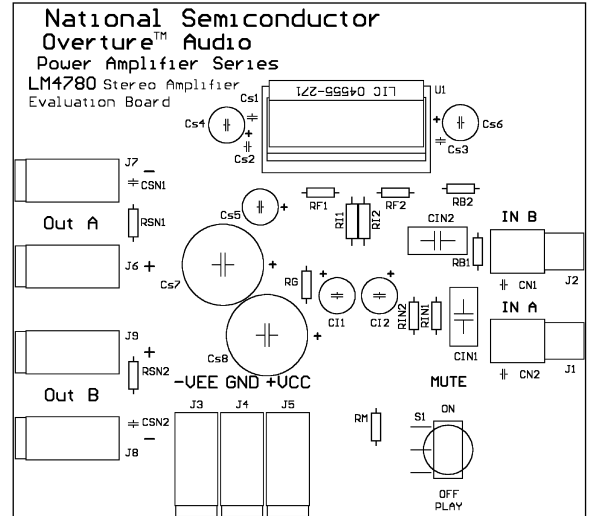 National Semiconductor
Overture™ Audio
Power Amplifier Series
LM4780 Stereo Amplifier
Evaluation Board
LIC 04555-271
U1
Cs1
Cs4
Cs2
Cs6
Cs3
J7
-
CSN1
RSN1
Out A
J6 +
Cs5
+
Cs7
+
RF1
RI1
RI2
RF2
RB2
CIN2
RB1
IN B
J2
CN1
IN A
RG
+
CI1
+
CI2
RIN2
RIN1
CIN1
CN2
J1
J9
+
RSN2
Out B
CSN2
-
J8
Cs8
+
-VEE GND +VCC
J3
J4
J5
MUTE
RM
S1
ON
OFF
PLAY